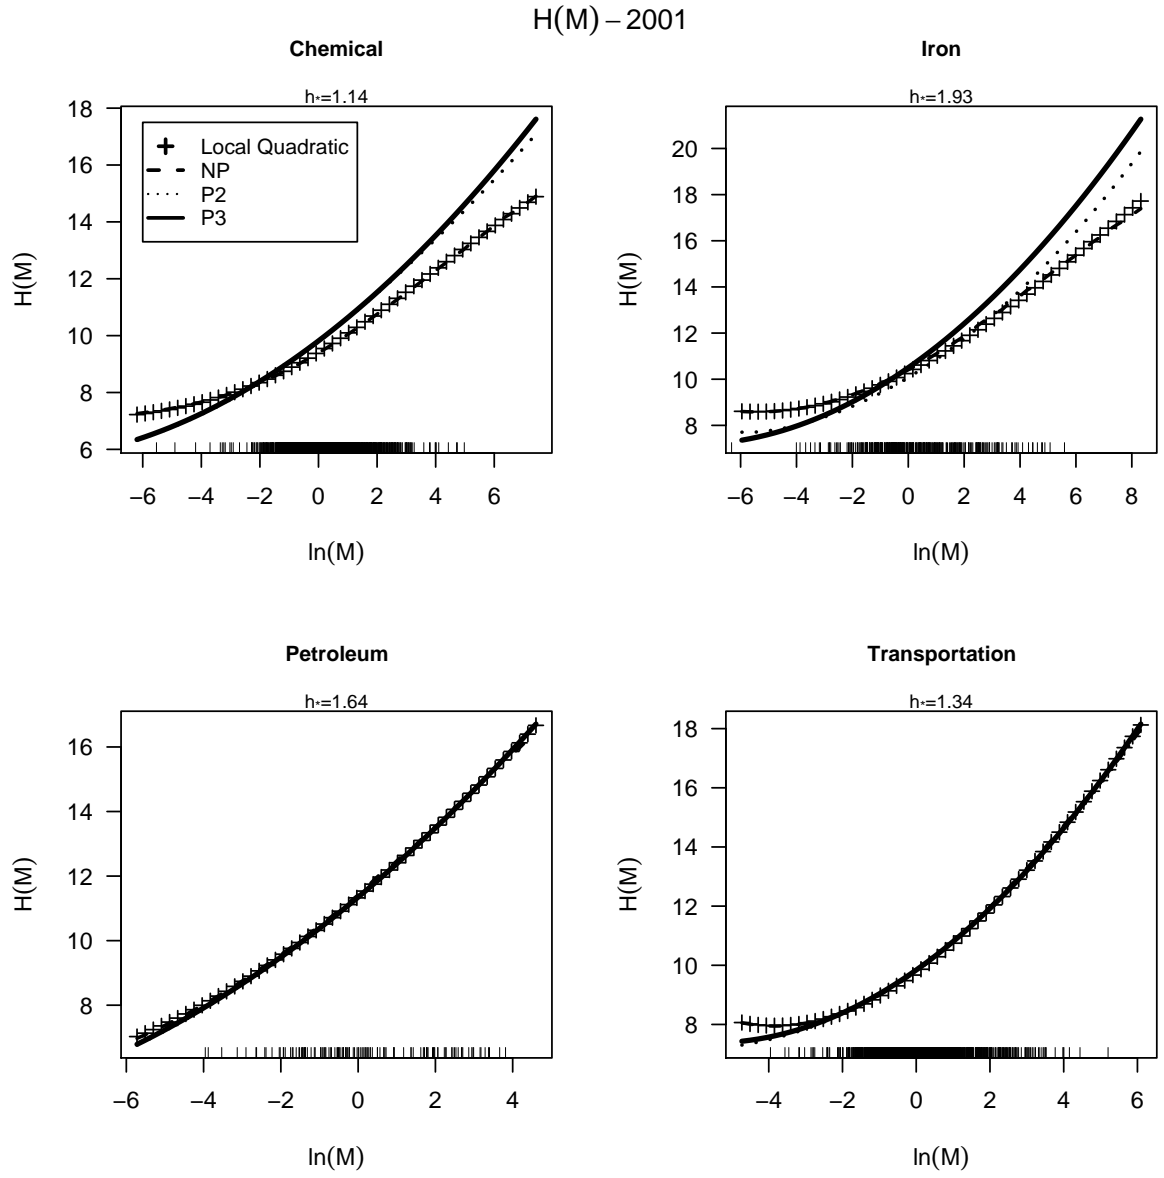 H(M) – 2001
Chemical
h*=1.14
18
16
14
12
10
8
6
H(M)
Local Quadratic
NP
P2
P3
−6 −4 −2 0 2 4 6
ln(M)
Iron
h*=1.93
20
18
16
14
12
10
8
H(M)
−6 −4 −2 0 2 4 6 8
ln(M)
Petroleum
h*=1.64
16
14
12
10
8
H(M)
−6 −4 −2 0 2 4
ln(M)
Transportation
h*=1.34
18
16
14
12
10
8
H(M)
−4 −2 0 2 4 6
ln(M)